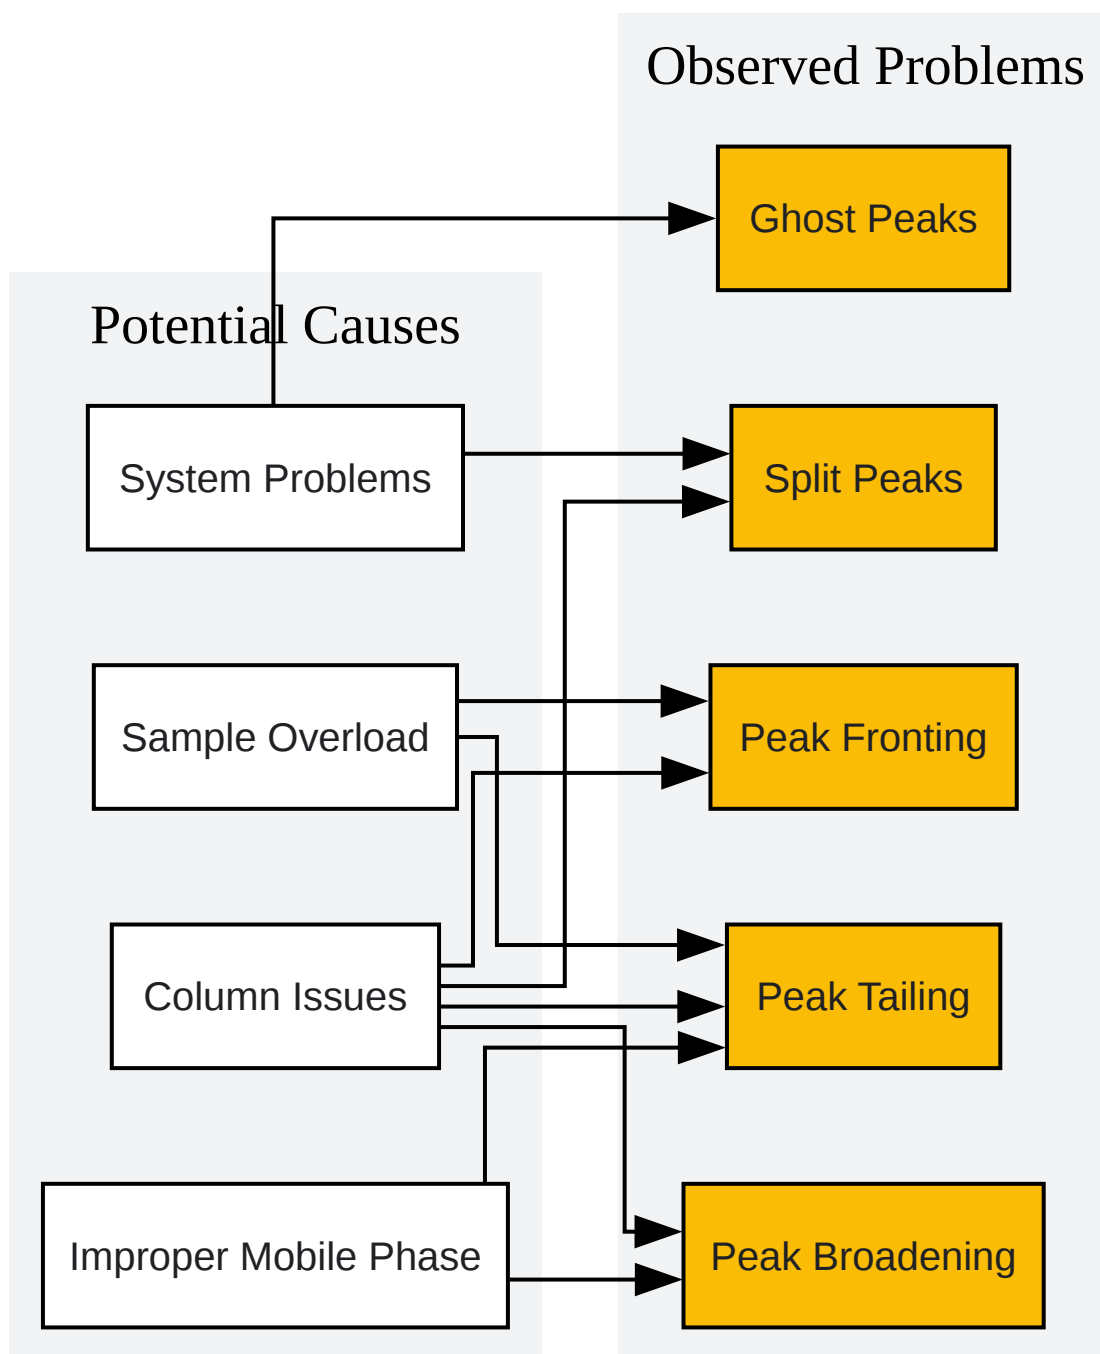 Observed Problems
Ghost Peaks
Potential Causes
System Problems
Split Peaks
Sample Overload
Peak Fronting
Column Issues
Peak Tailing
Improper Mobile Phase
Peak Broadening